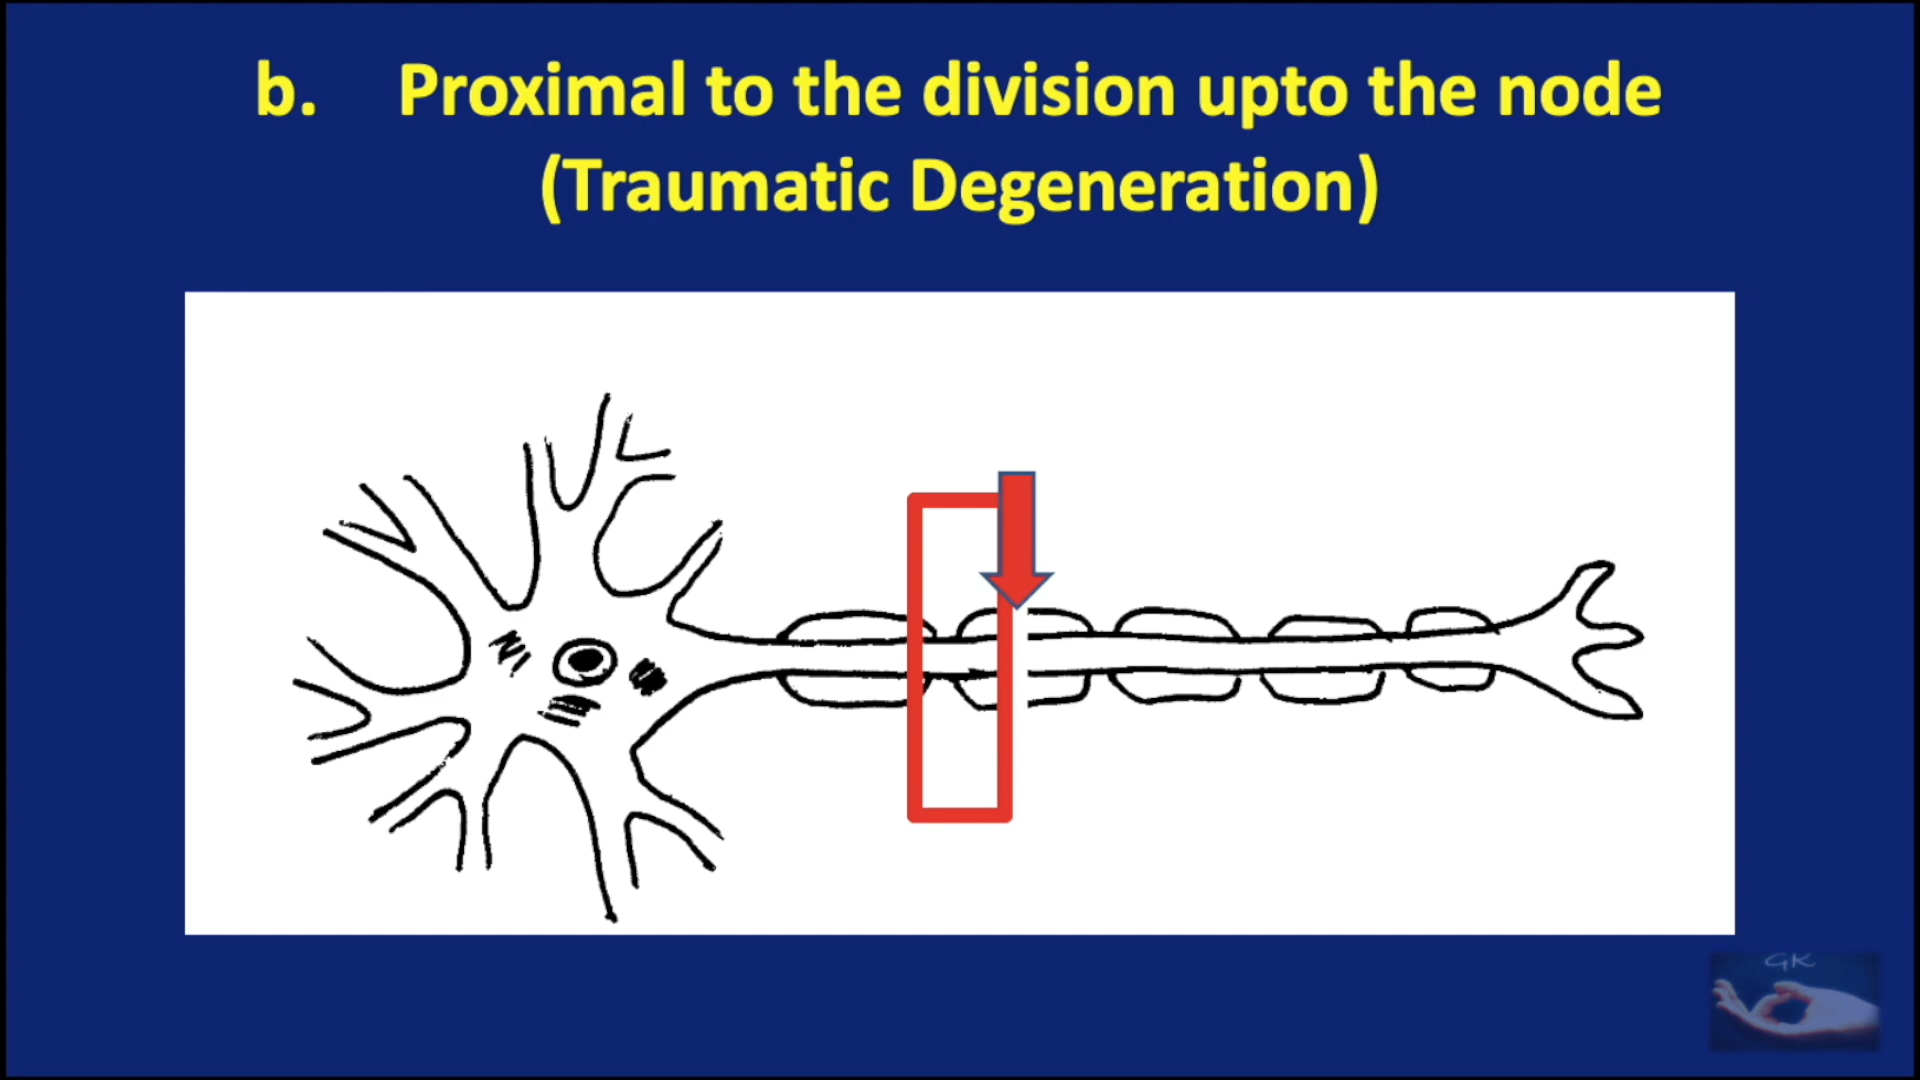 b. Proximal to the division upto the node
(Traumatic Degeneration)
GK